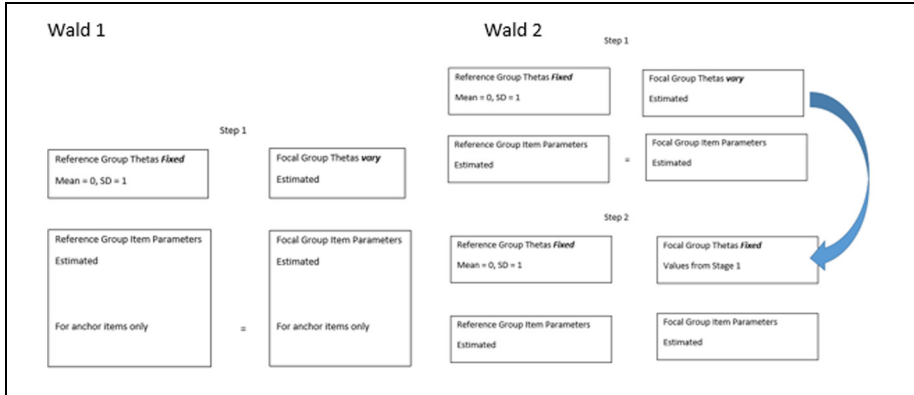 Wald 1
Step 1
Reference Group Thetas Fixed
Mean = 0, SD = 1
Focal Group Thetas vary
Estimated
Reference Group Item Parameters
Estimated
For anchor items only
=
Focal Group Item Parameters
Estimated
For anchor items only
Wald 2
Step 1
Reference Group Thetas Fixed
Mean = 0, SD = 1
Focal Group Thetas vary
Estimated
Reference Group Item Parameters
Estimated
=
Focal Group Item Parameters
Estimated
Step 2
Reference Group Thetas Fixed
Mean = 0, SD = 1
Focal Group Thetas Fixed
Values from Stage 1
Reference Group Item Parameters
Estimated
Focal Group Item Parameters
Estimated